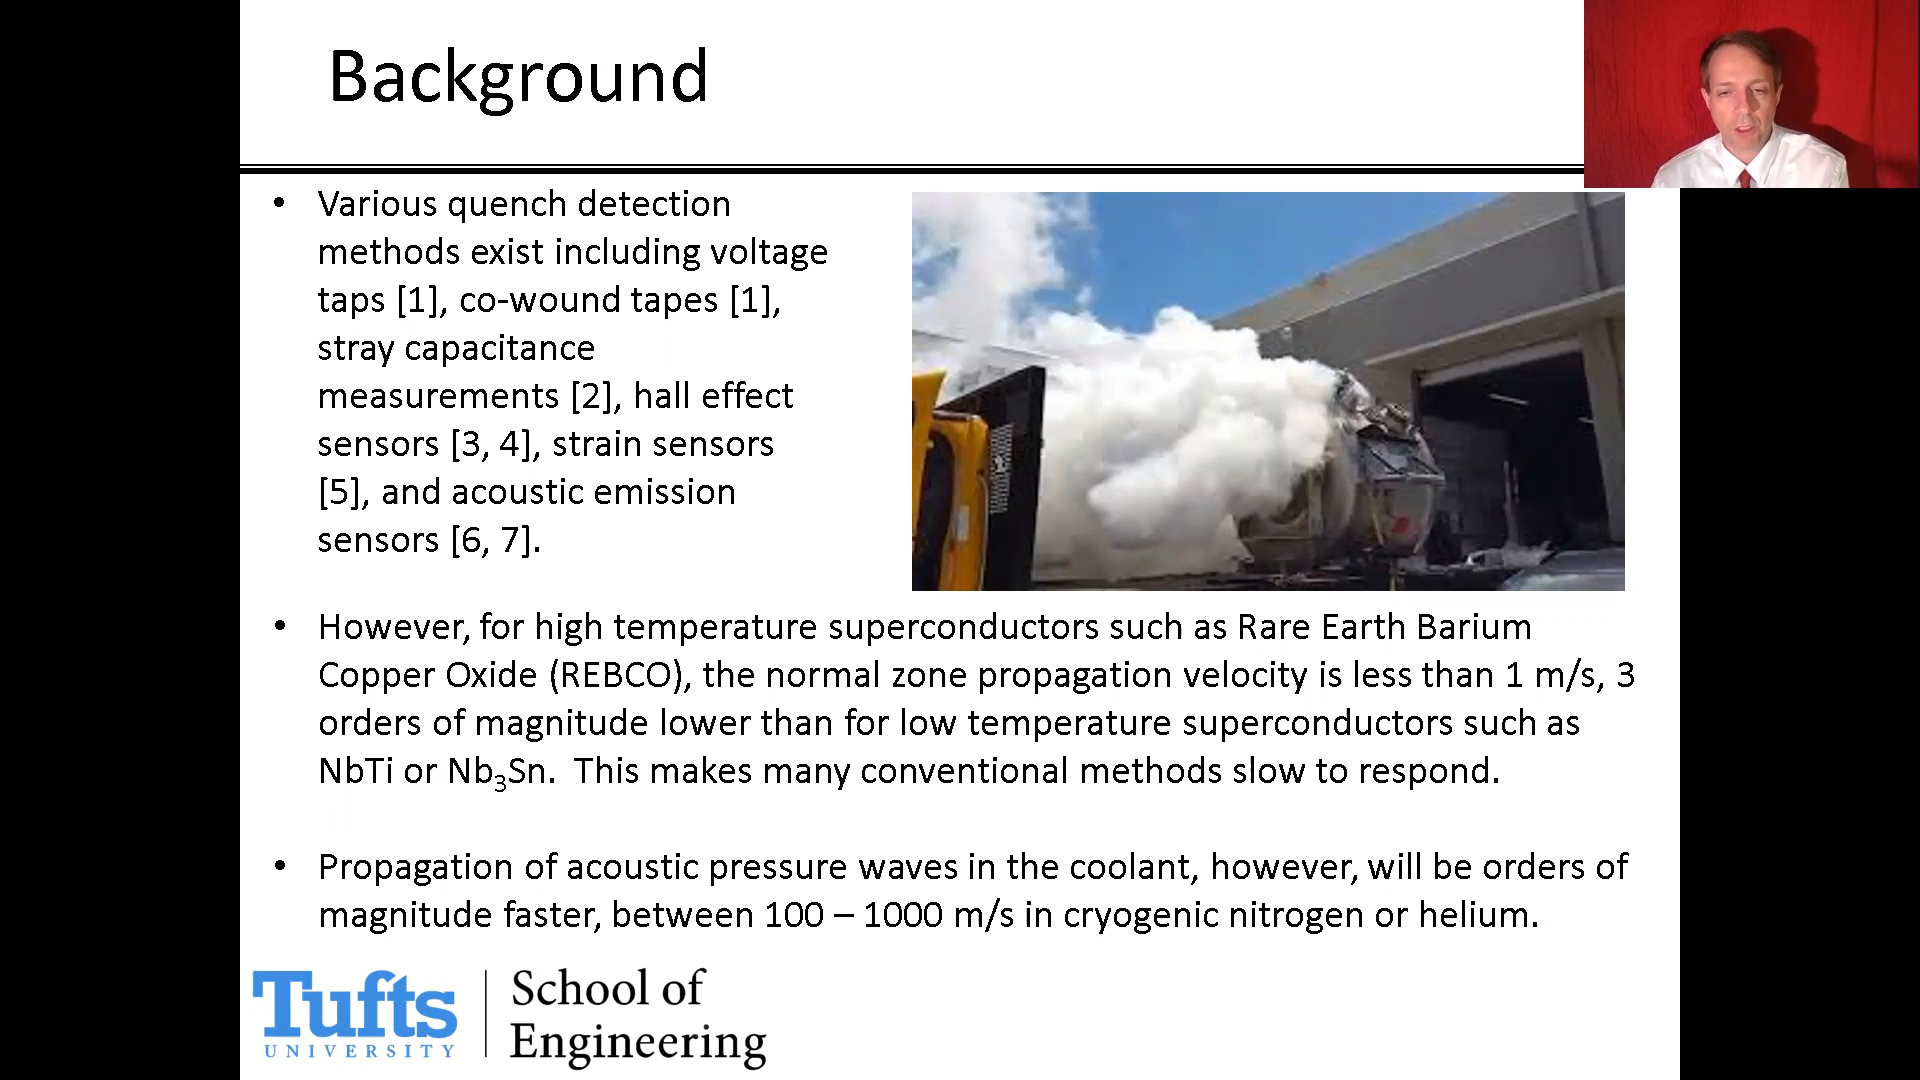 Background
• Various quench detection
methods exist including voltage
taps [1], co-wound tapes [1],
stray capacitance
measurements [2], hall effect
sensors [3, 4], strain sensors
[5], and acoustic emission
sensors [6, 7].
• However, for high temperature superconductors such as Rare Earth Barium
Copper Oxide (REBCO), the normal zone propagation velocity is less than 1 m/s, 3
orders of magnitude lower than for low temperature superconductors such as
NbTi or Nb₃Sn. This makes many conventional methods slow to respond.
• Propagation of acoustic pressure waves in the coolant, however, will be orders of
magnitude faster, between 100 – 1000 m/s in cryogenic nitrogen or helium.
Tufts
UNIVERSITY
School of
Engineering